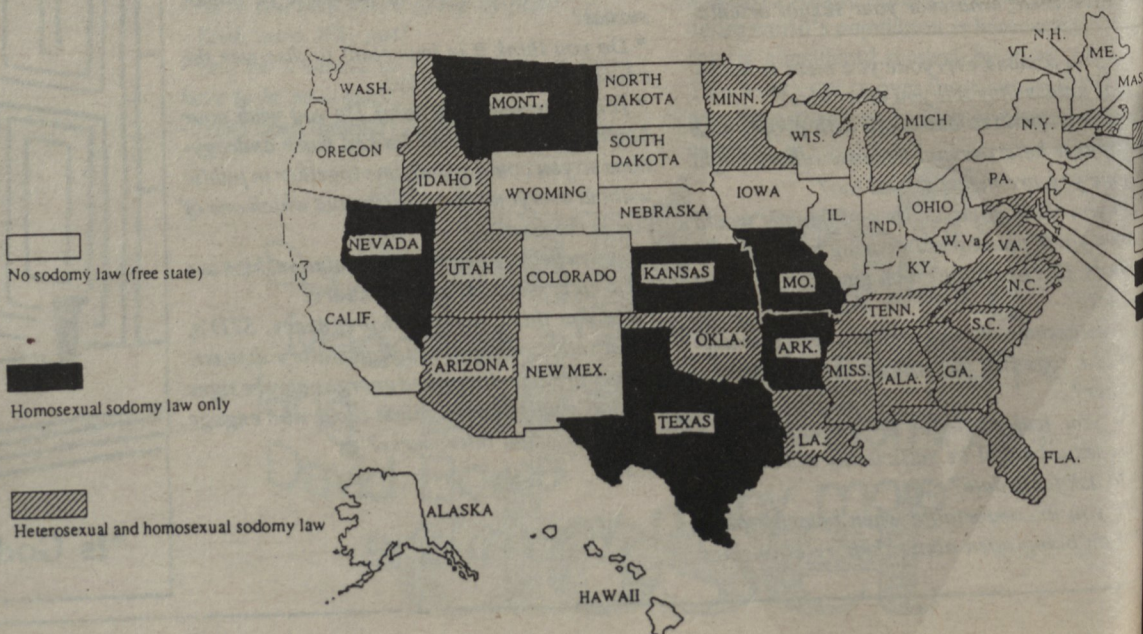 N.H.
VT.
ME.
WASH.
MONT.
NORTH
DAKOTA
MINN.
MAS
OREGON
SOUTH
DAKOTA
WIS.
MICH
N.Y.
IDAHO
WYOMING
IOWA
PA.
NEBRASKA
IL.
IND.
OHIO
NEVADA
W.Va
VA.
No sodomy law (free state)
UTAH
COLORADO
KANSAS
MO.
KY.
N.C.
CALIF.
TENN.
S.C.
ARIZONA
NEW MEX.
OKLA.
ARK.
MISS.
ALA.
GA.
Homosexual sodomy law only
TEXAS
LA.
FLA.
Heterosexual and homosexual sodomy law
ALASKA
HAWAII